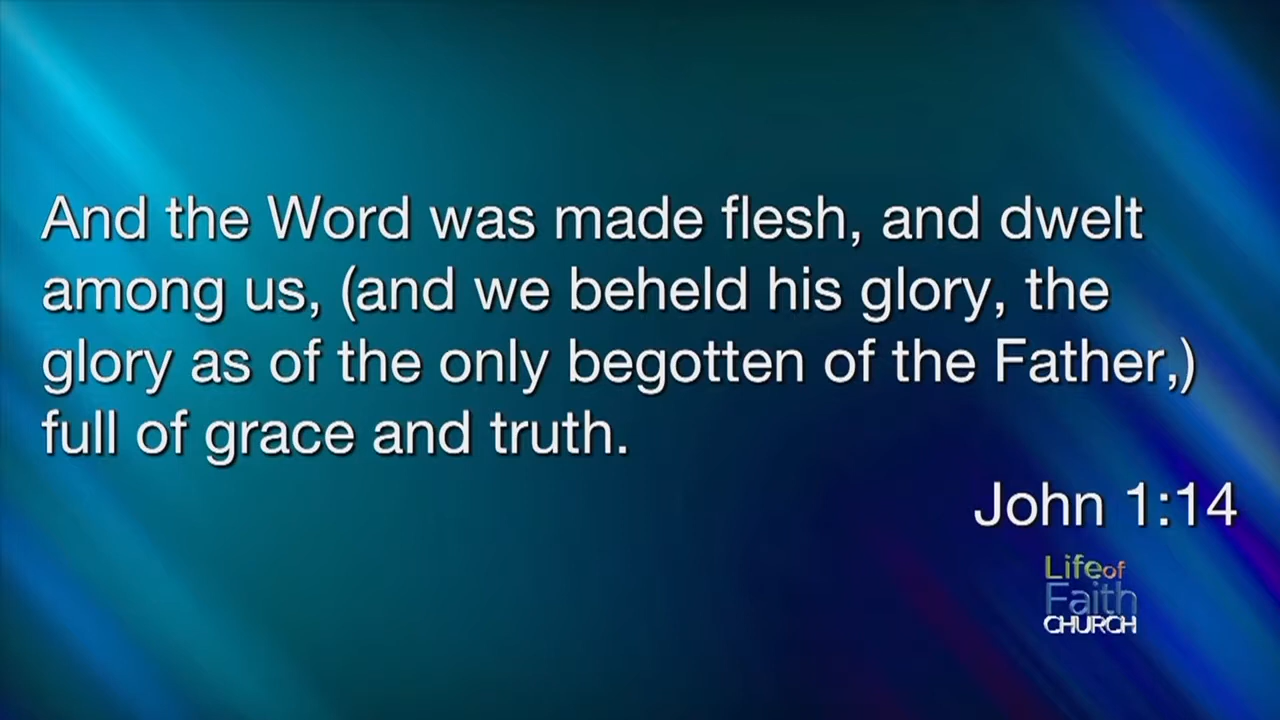 And the Word was made flesh, and dwelt
among us, (and we beheld his glory, the
glory as of the only begotten of the Father,)
full of grace and truth.
John 1:14
Life of
Faith
CHURCH